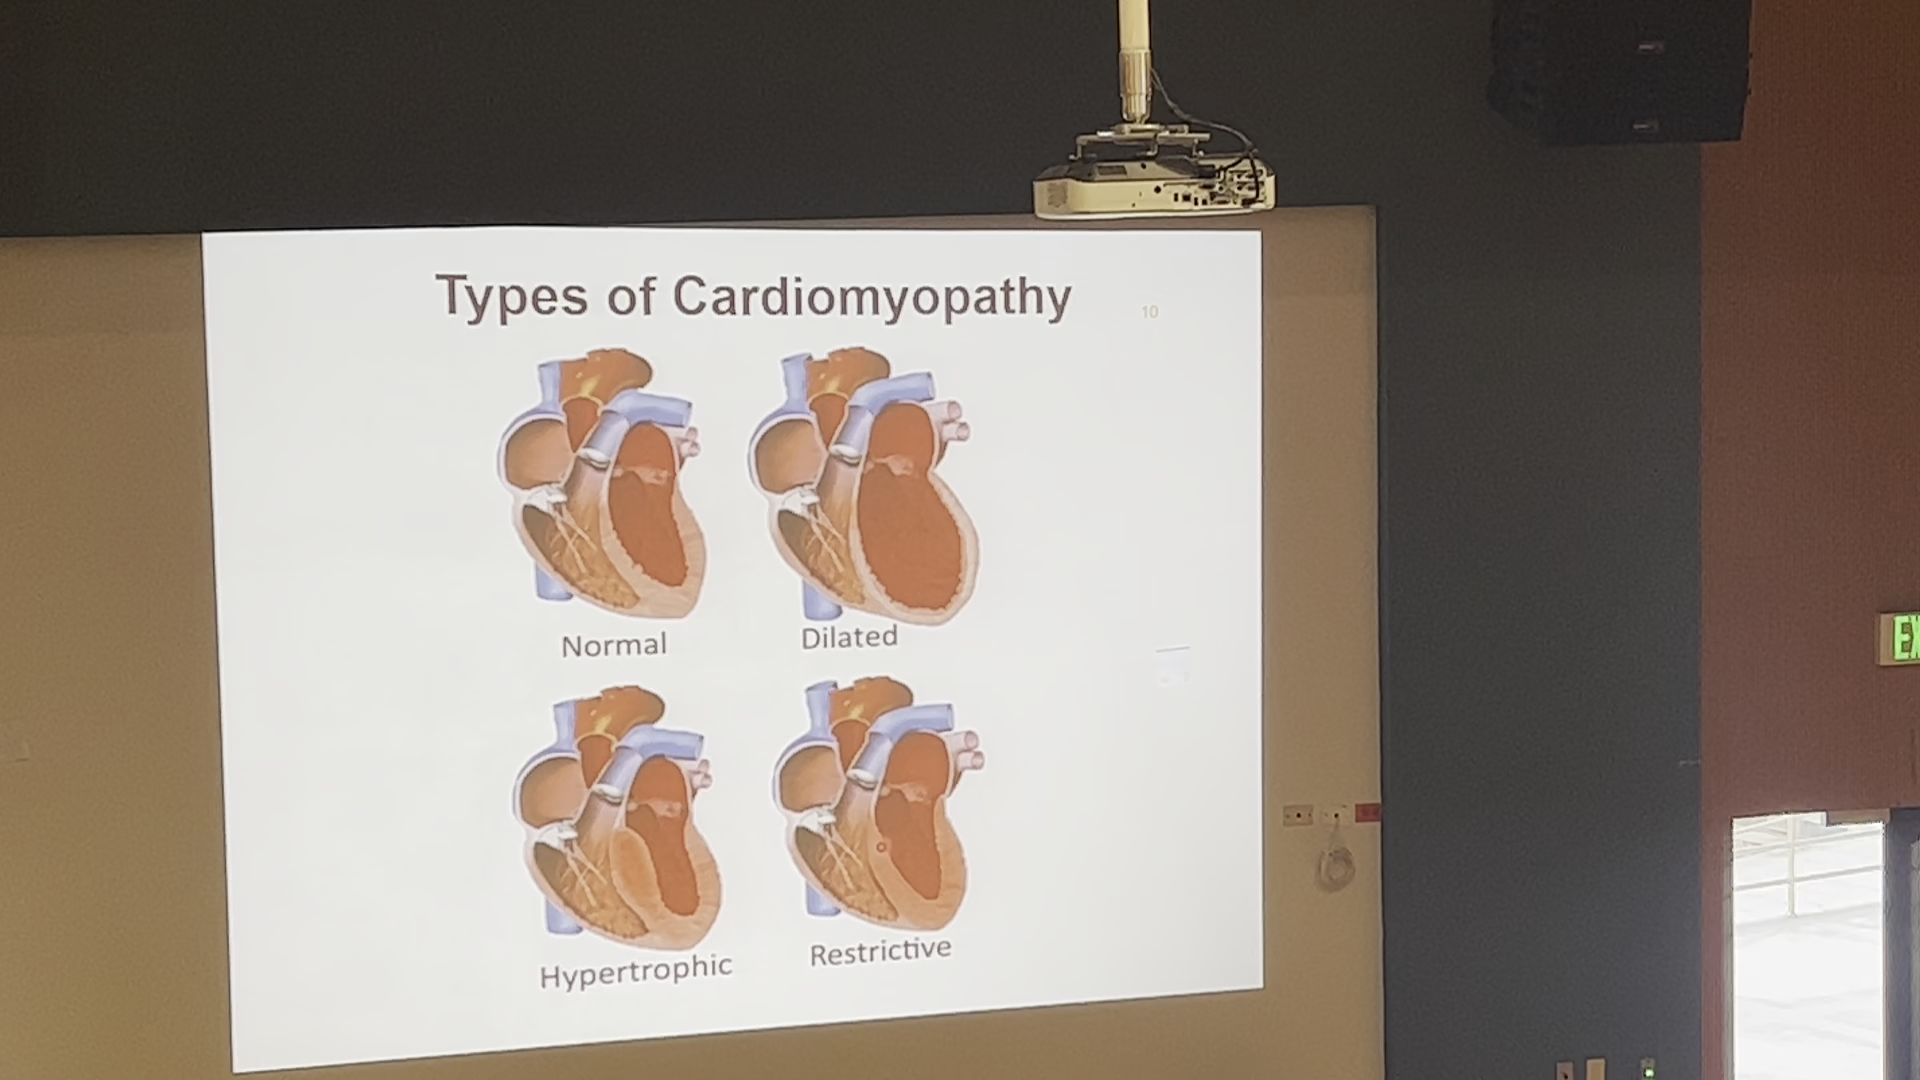 Types of Cardiomyopathy
10
Normal
Dilated
Hypertrophic
Restrictive